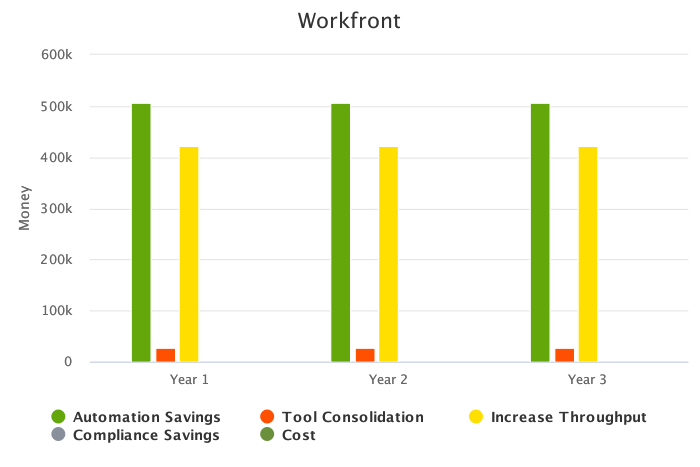 Workfront
600k
500k
400k
300k
200k
100k
0
Money
Year 1 Year 2 Year 3
Automation Savings Tool Consolidation Increase Throughput
Compliance Savings Cost